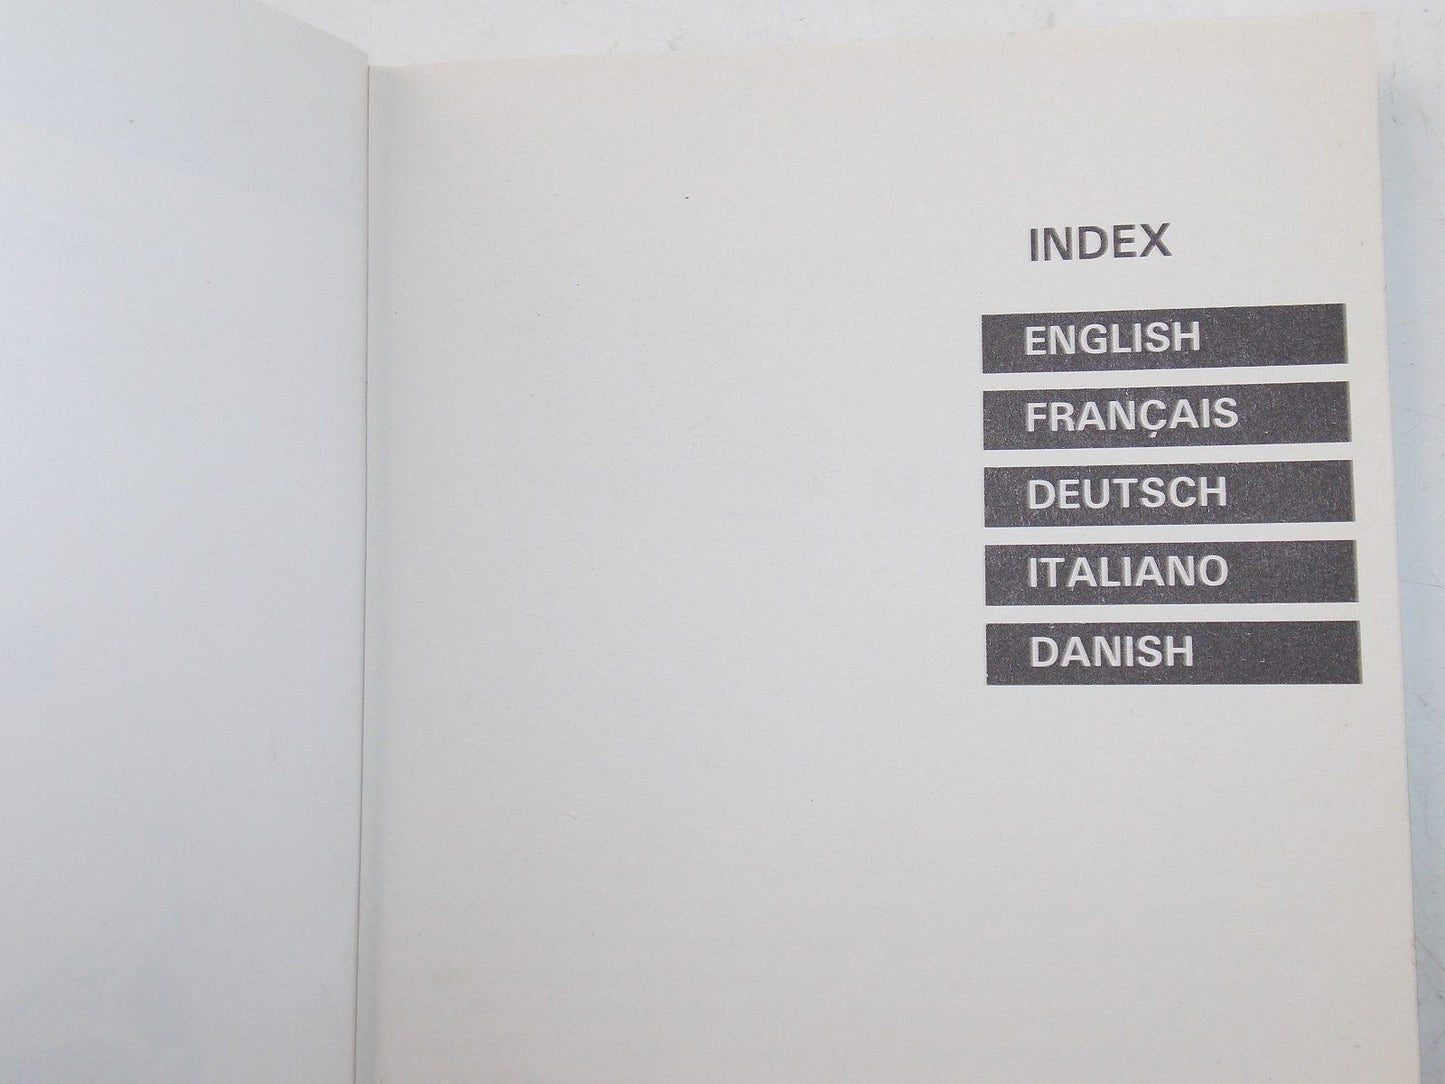 INDEX
ENGLISH
FRANÇAIS
DEUTSCH
ITALIANO
DANISH